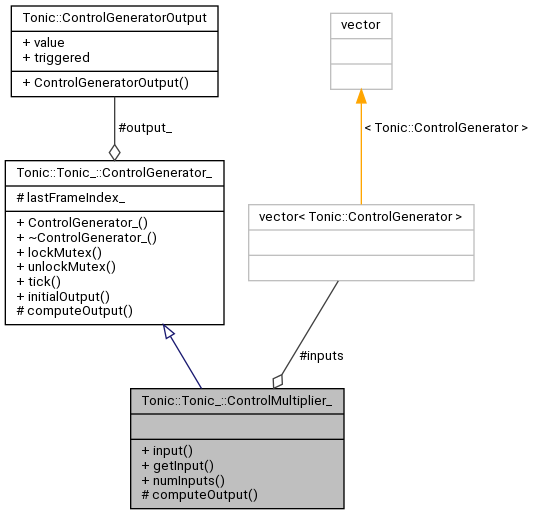 Tonic::ControlGeneratorOutput
+ value
+ triggered
+ ControlGeneratorOutput()
vector
#output_
< Tonic::ControlGenerator >
Tonic::Tonic_::ControlGenerator_
# lastFrameIndex_
+ ControlGenerator_()
+ ~ControlGenerator_()
+ lockMutex()
+ unlockMutex()
+ tick()
+ initialOutput()
# computeOutput()
vector< Tonic::ControlGenerator >
#inputs
Tonic::Tonic_::ControlMultiplier_
+ input()
+ getInput()
+ numInputs()
# computeOutput()